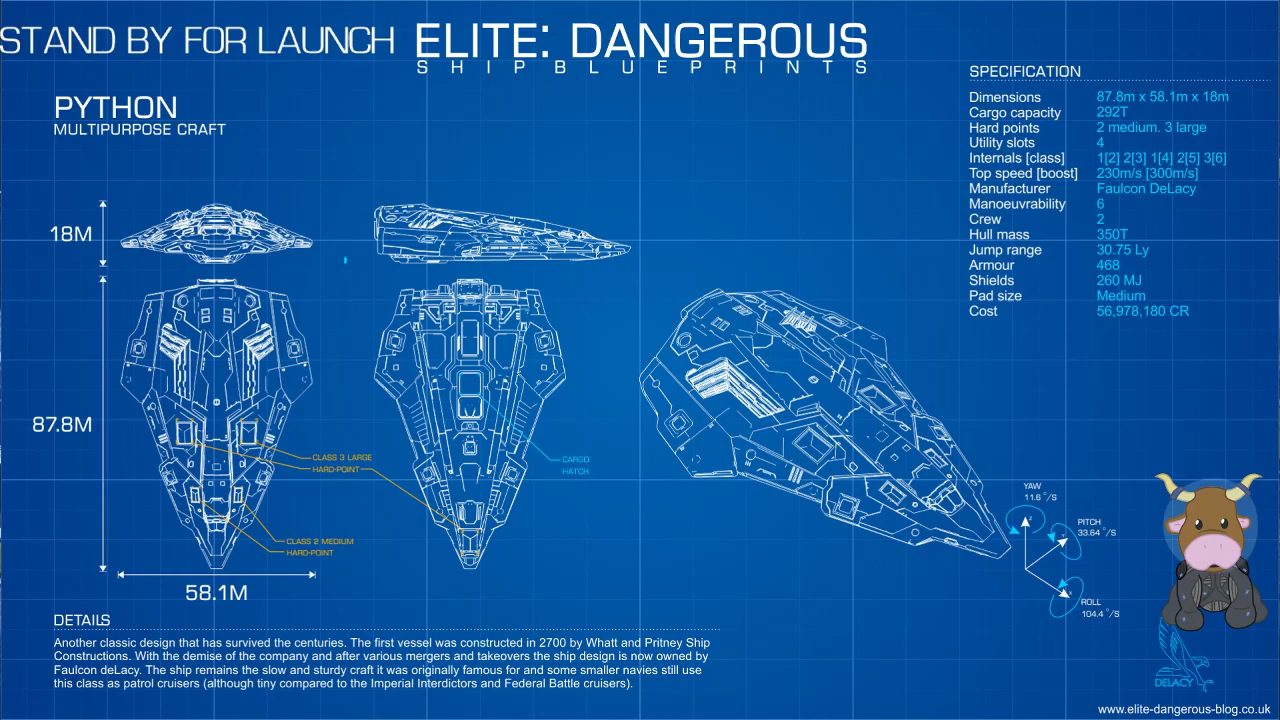 STAND BY FOR LAUNCH
ELITE: DANGEROUS
SHIPBLUEPRINTS
PYTHON
MULTIPURPOSE CRAFT
SPECIFICATION
Dimensions 87.8m x 58.1m x 18m
Cargo capacity 292T
Hard points 2 medium. 3 large
Utility slots 4
Internals [class] 1[2] 2[3] 1[4] 2[5] 3[6]
Top speed [boost] 230m/s [300m/s]
Manufacturer Faulcon DeLacy
Manoeuvrability 6
Crew 2
Hull mass 350T
Jump range 30.75 Ly
Armour 468
Shields 260 MJ
Pad size Medium
Cost 56,978,180 CR
18M
87.8M
58.1M
CLASS 3 LARGE
HARD-POINT
CLASS 2 MEDIUM
HARD-POINT
CARGO
HATCH
YAW
11.6 °/S
PITCH
33.84 °/S
ROLL
104.4 °/S
Z
Y
X
DETAILS
Another classic design that has survived the centuries. The first vessel was constructed in 2700 by Whatt and Pritney Ship
Constructions. With the demise of the company and after various mergers and takeovers the ship design is now owned by
Faulcon deLacy. The ship remains the slow and sturdy craft it was originally famous for and some smaller navies still use
this class as patrol cruisers (although tiny compared to the Imperial Interdictors and Federal Battle cruisers).
DELACY
www.elite-dangerous-blog.co.uk